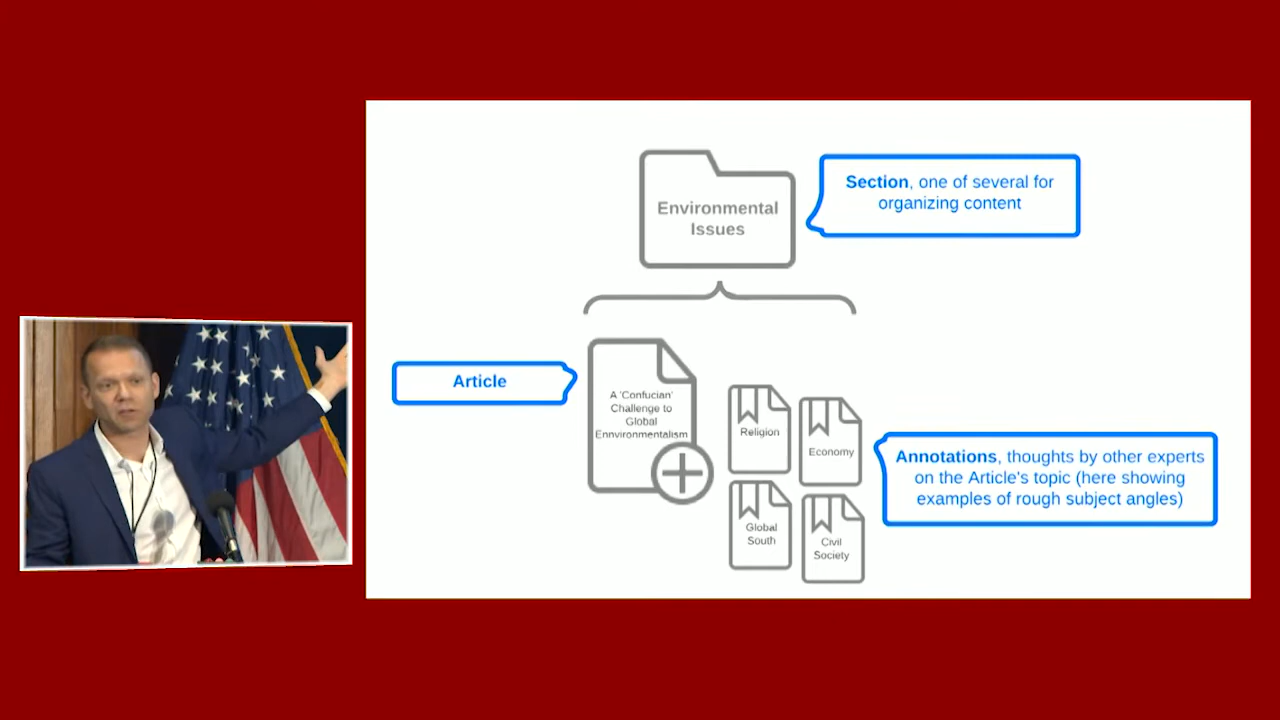 Environmental
Issues
Section, one of several for
organizing content
Article
A 'Confucian'
Challenge to
Global
Ennvironmentalism
Religion
Economy
Global
South
Civil
Society
Annotations, thoughts by other experts
on the Article's topic (here showing
examples of rough subject angles)